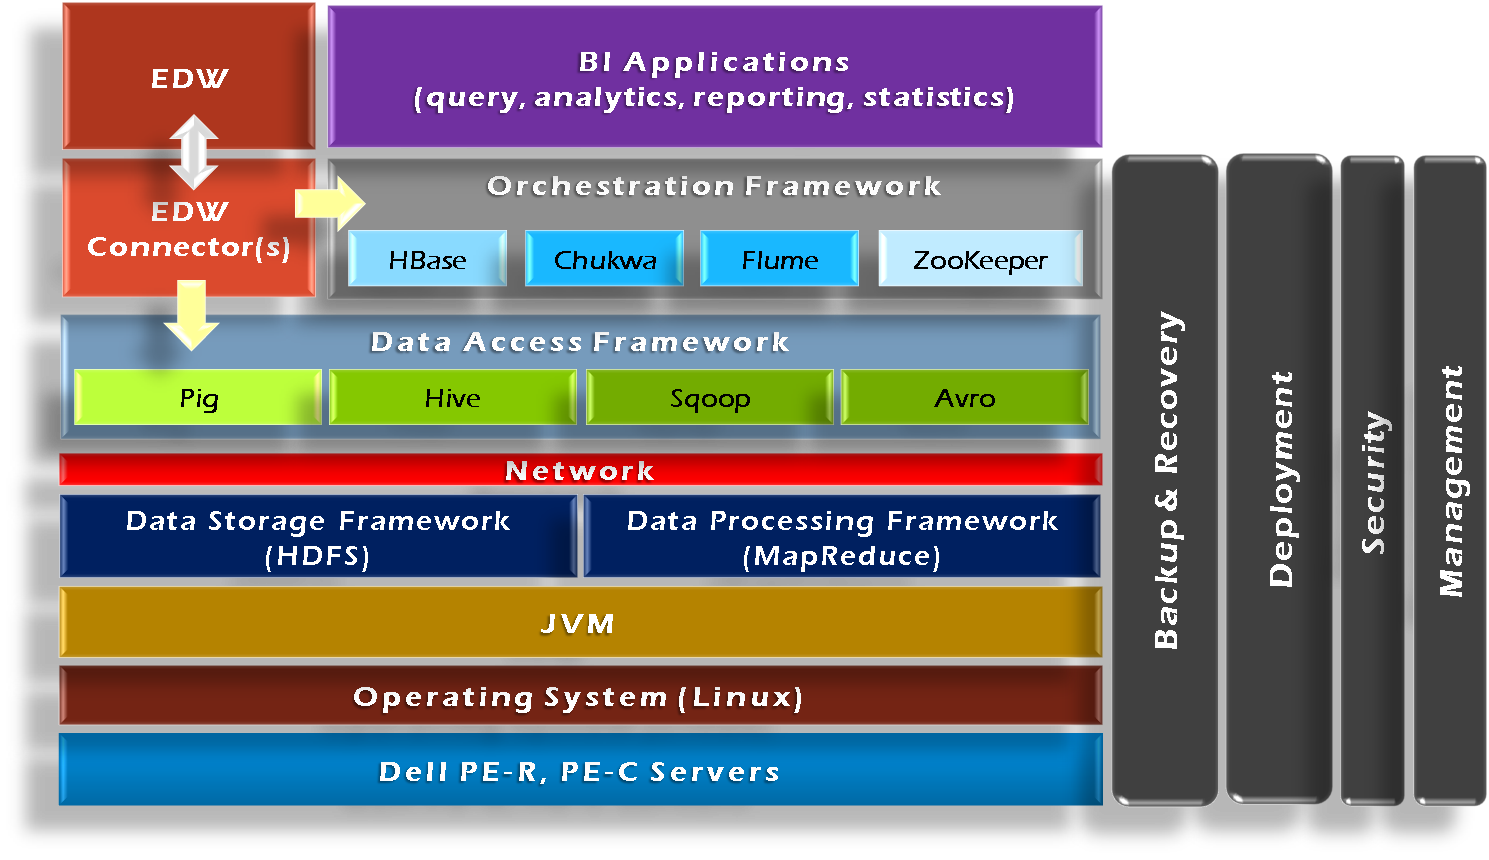 EDW
BI Applications
(query, analytics, reporting, statistics)
EDW
Connector(s)
Orchestration Framework
HBase
Chukwa
Flume
ZooKeeper
Data Access Framework
Pig
Hive
Sqoop
Avro
Network
Data Storage Framework
(HDFS)
Data Processing Framework
(MapReduce)
JVM
Operating System (Linux)
Dell PE-R, PE-C Servers
Backup & Recovery
Deployment
Security
Management